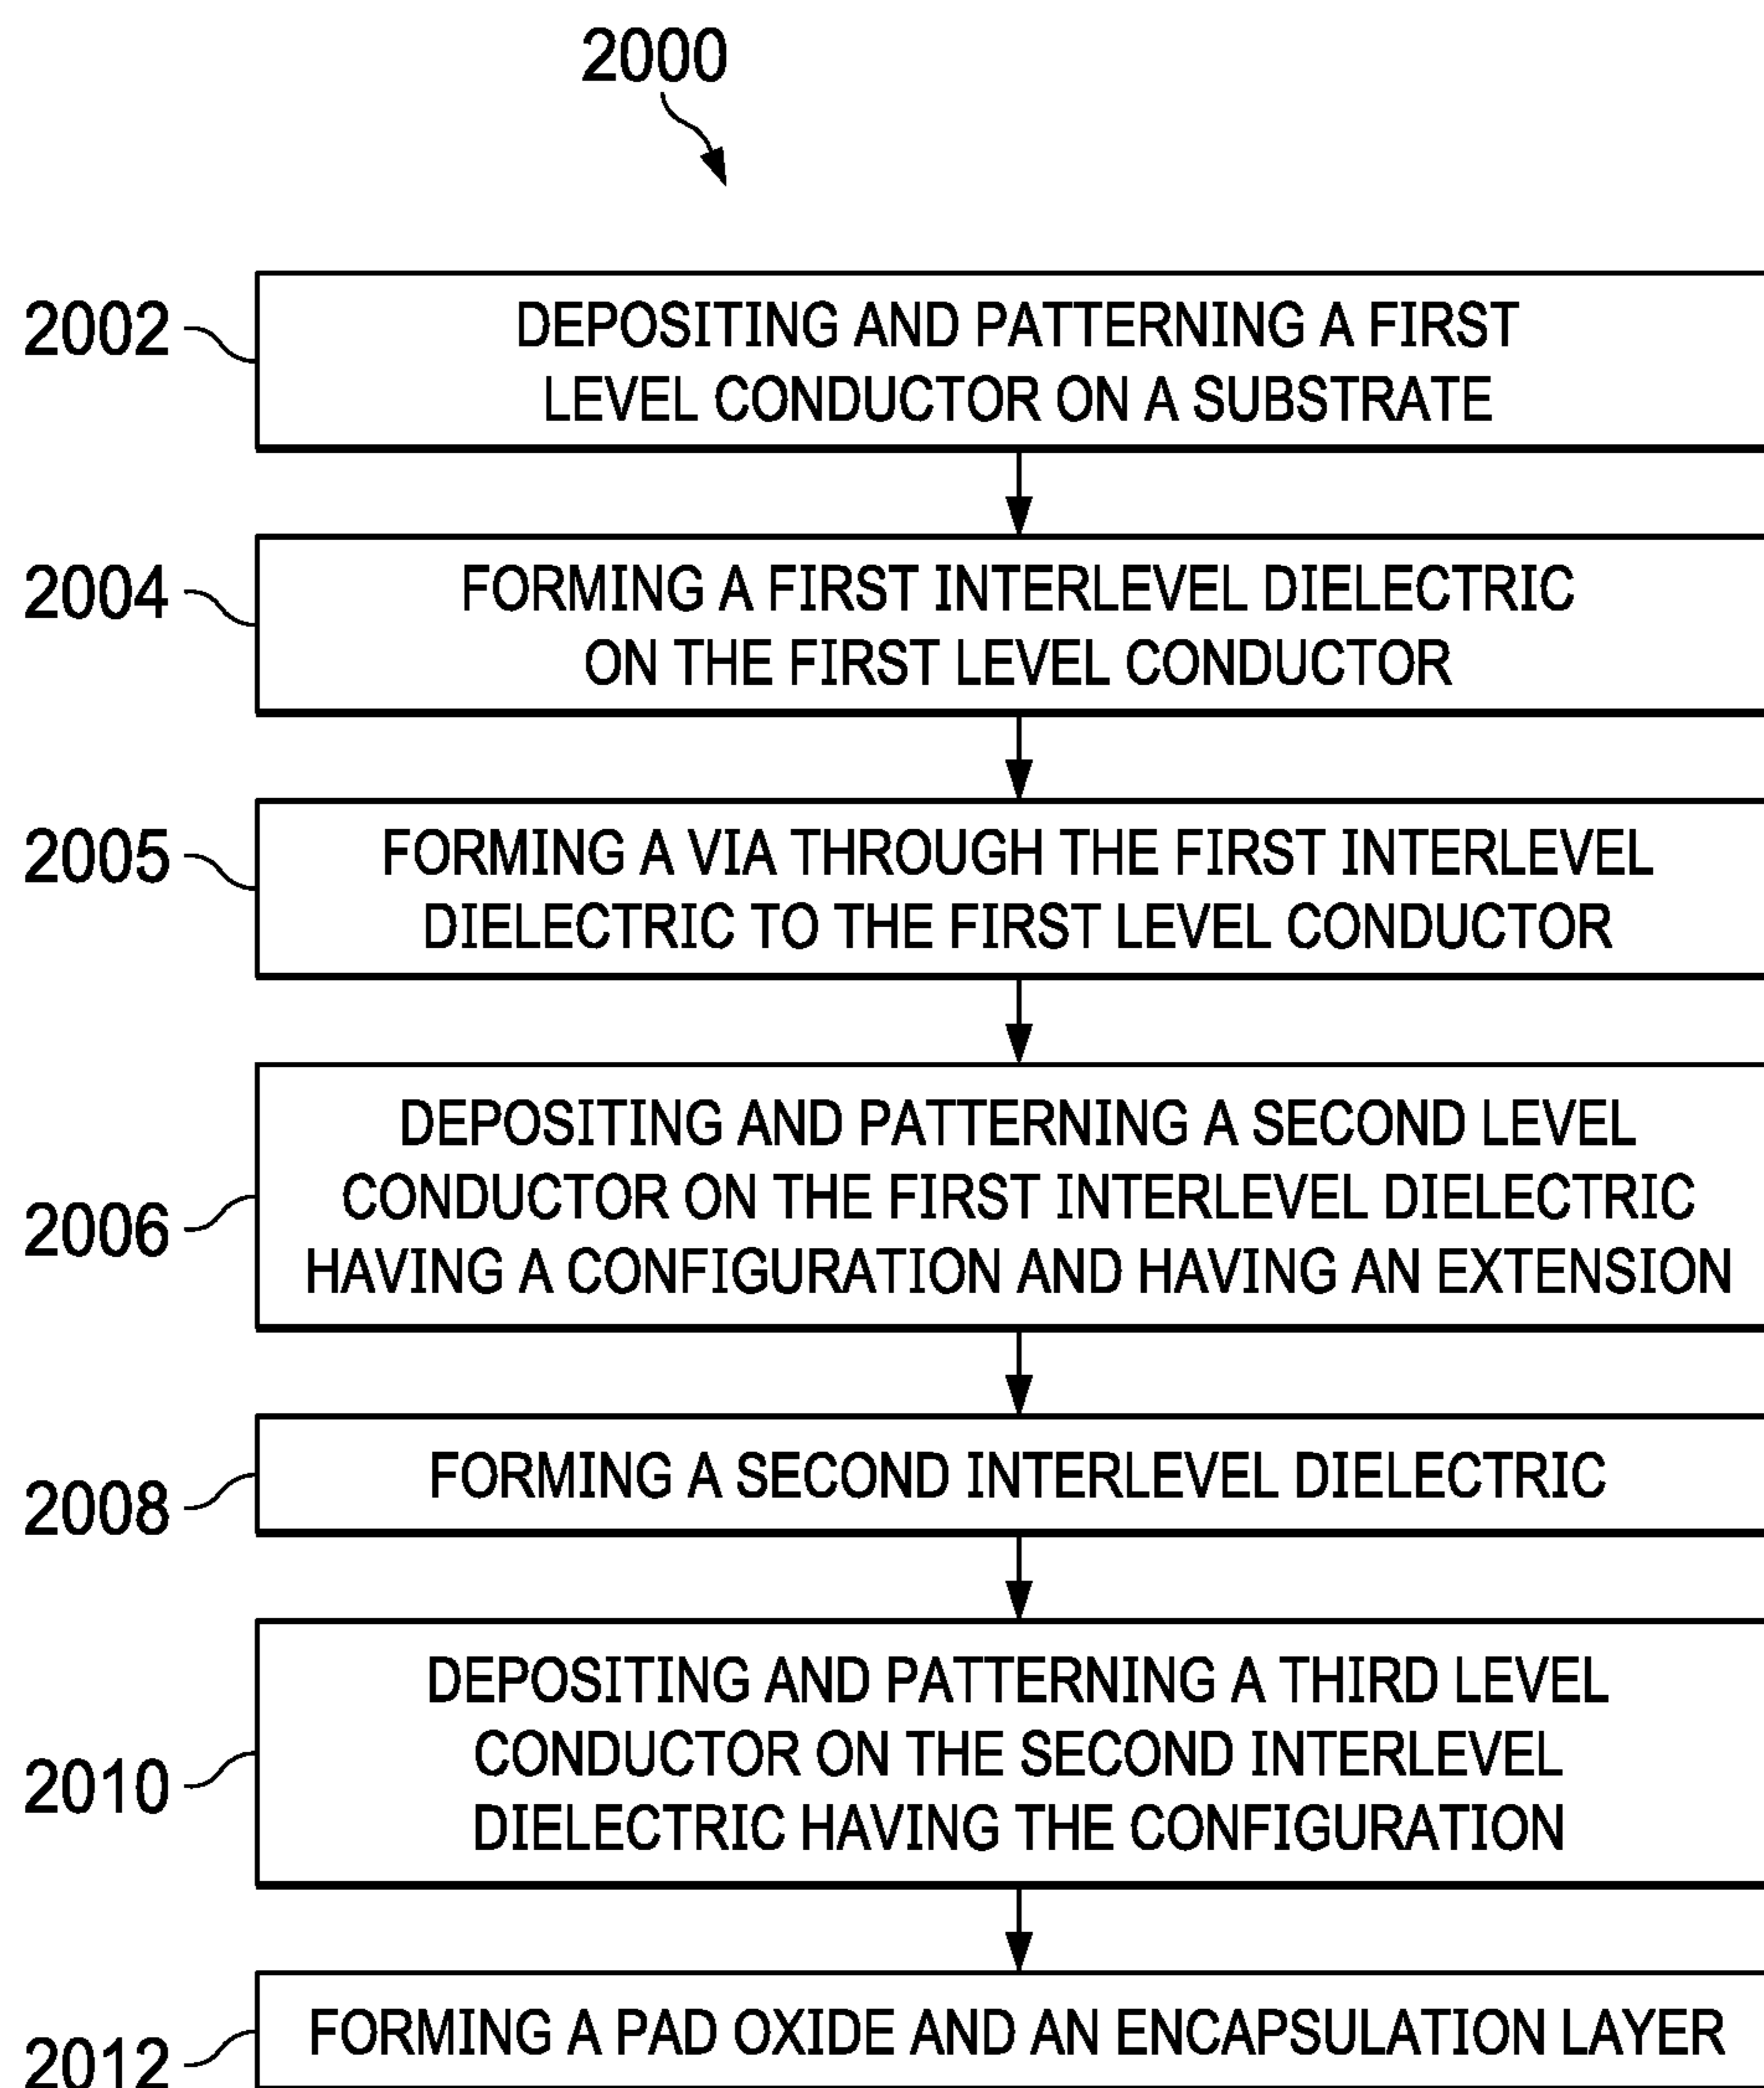 2000
2002
DEPOSITING AND PATTERNING A FIRST
LEVEL CONDUCTOR ON A SUBSTRATE
2004
FORMING A FIRST INTERLEVEL DIELECTRIC
ON THE FIRST LEVEL CONDUCTOR
2005
FORMING A VIA THROUGH THE FIRST INTERLEVEL
DIELECTRIC TO THE FIRST LEVEL CONDUCTOR
2006
DEPOSITING AND PATTERNING A SECOND LEVEL
CONDUCTOR ON THE FIRST INTERLEVEL DIELECTRIC
HAVING A CONFIGURATION AND HAVING AN EXTENSION
2008
FORMING A SECOND INTERLEVEL DIELECTRIC
2010
DEPOSITING AND PATTERNING A THIRD LEVEL
CONDUCTOR ON THE SECOND INTERLEVEL
DIELECTRIC HAVING THE CONFIGURATION
2012
FORMING A PAD OXIDE AND AN ENCAPSULATION LAYER